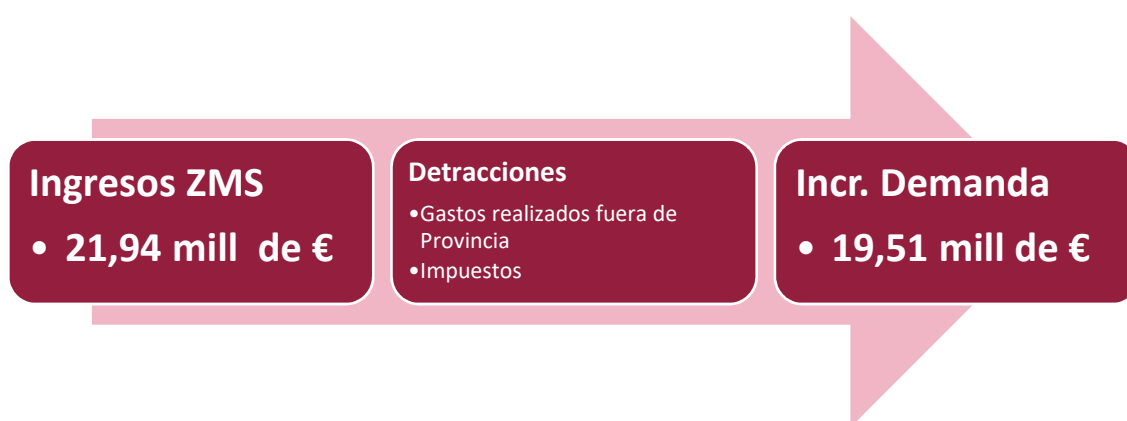 Ingresos ZMS
• 21,94 mill de €
Detracciones
•Gastos realizados fuera de
Provincia
•Impuestos
Incr. Demanda
• 19,51 mill de €